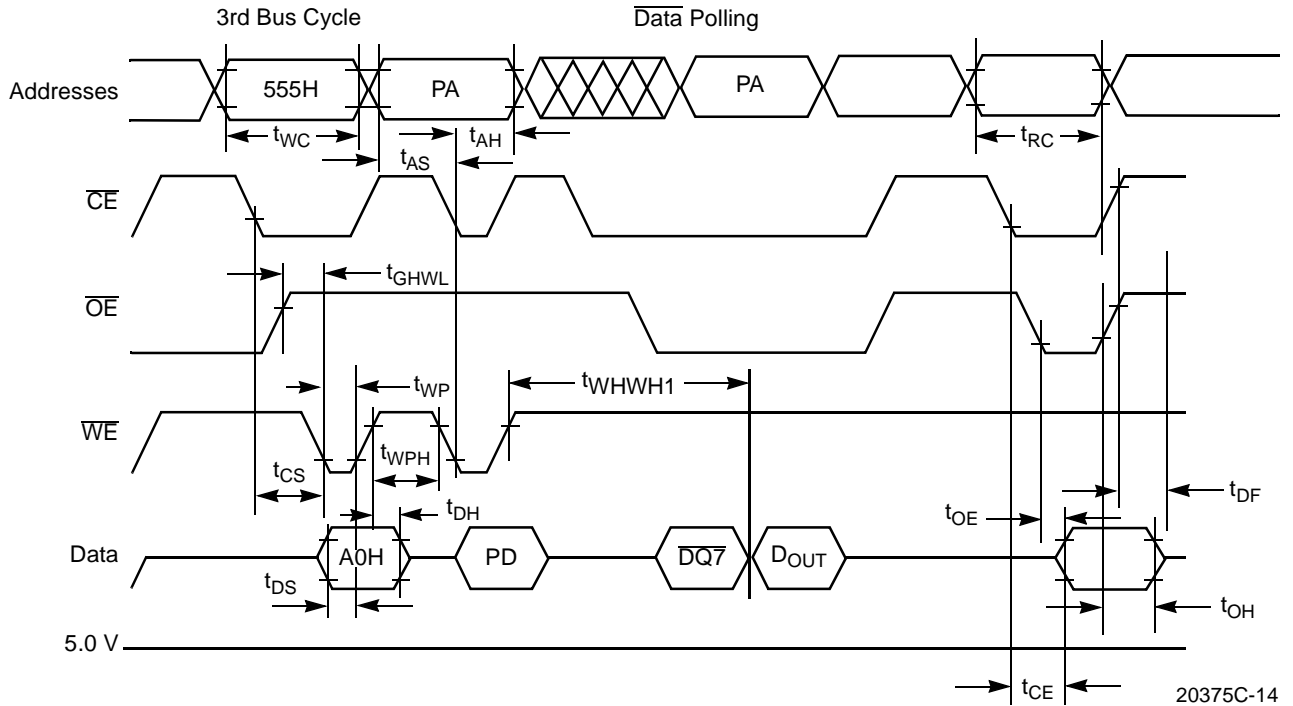 3rd Bus Cycle
Data Polling
Addresses
555H
PA
PA
tWC
tAH
tAS
tRC
CE
tGHWL
OE
tWP
tWHWH1
WE
tWPH
tCS
tDH
tOE
tDF
Data
A0H
PD
DQ7
DOUT
tDS
tOH
5.0 V
tCE
20375C-14